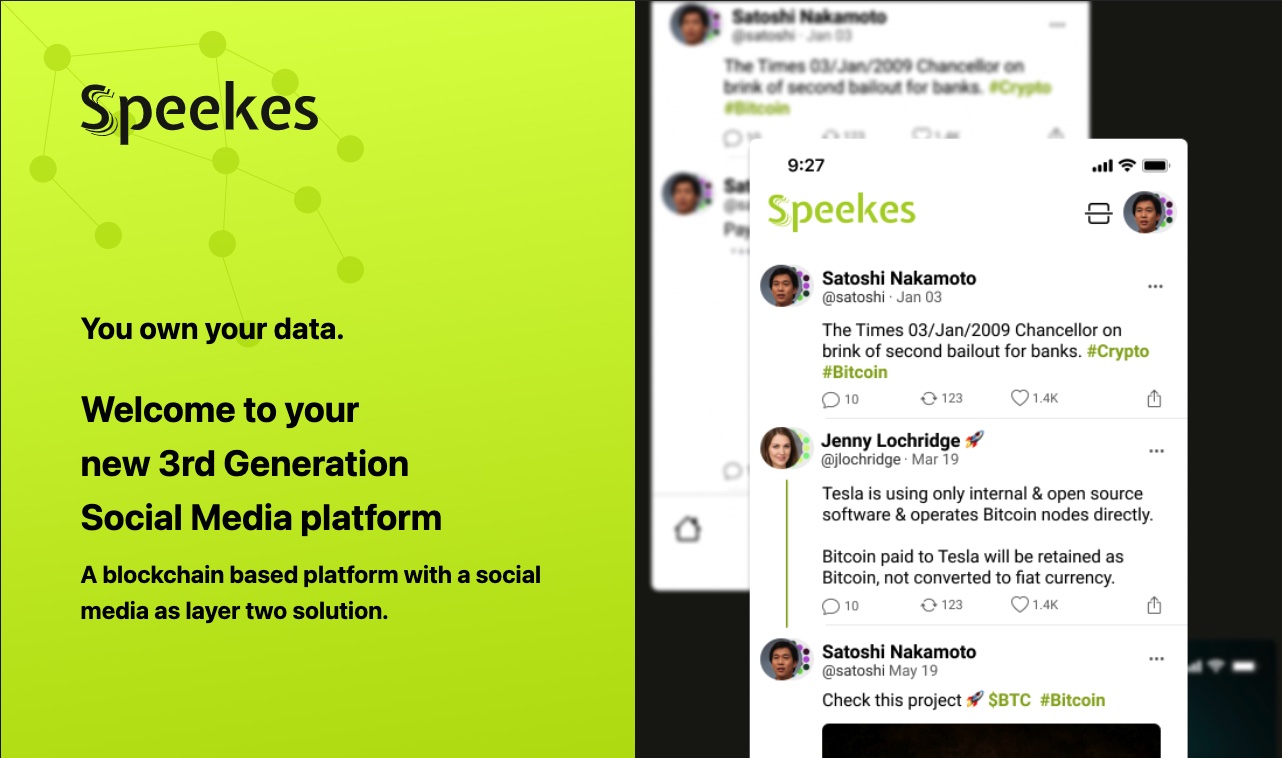 Speekes
You own your data.
Welcome to your
new 3rd Generation
Social Media platform
A blockchain based platform with a social
media as layer two solution.
Satoshi Nakamoto
@satoshi · Jan 03
The Times 03/Jan/2009 Chancellor on
brink of second bailout for banks. #Crypto
#Bitcoin
10 123 1.4K
9:27
Speekes
Satoshi Nakamoto
@satoshi · Jan 03
The Times 03/Jan/2009 Chancellor on
brink of second bailout for banks. #Crypto
#Bitcoin
10 123 1.4K
Jenny Lochridge 🚀
@jlochridge · Mar 19
Tesla is using only internal & open source
software & operates Bitcoin nodes directly.
Bitcoin paid to Tesla will be retained as
Bitcoin, not converted to fiat currency.
10 123 1.4K
Satoshi Nakamoto
@satoshi May 19
Check this project 🚀 $BTC #Bitcoin